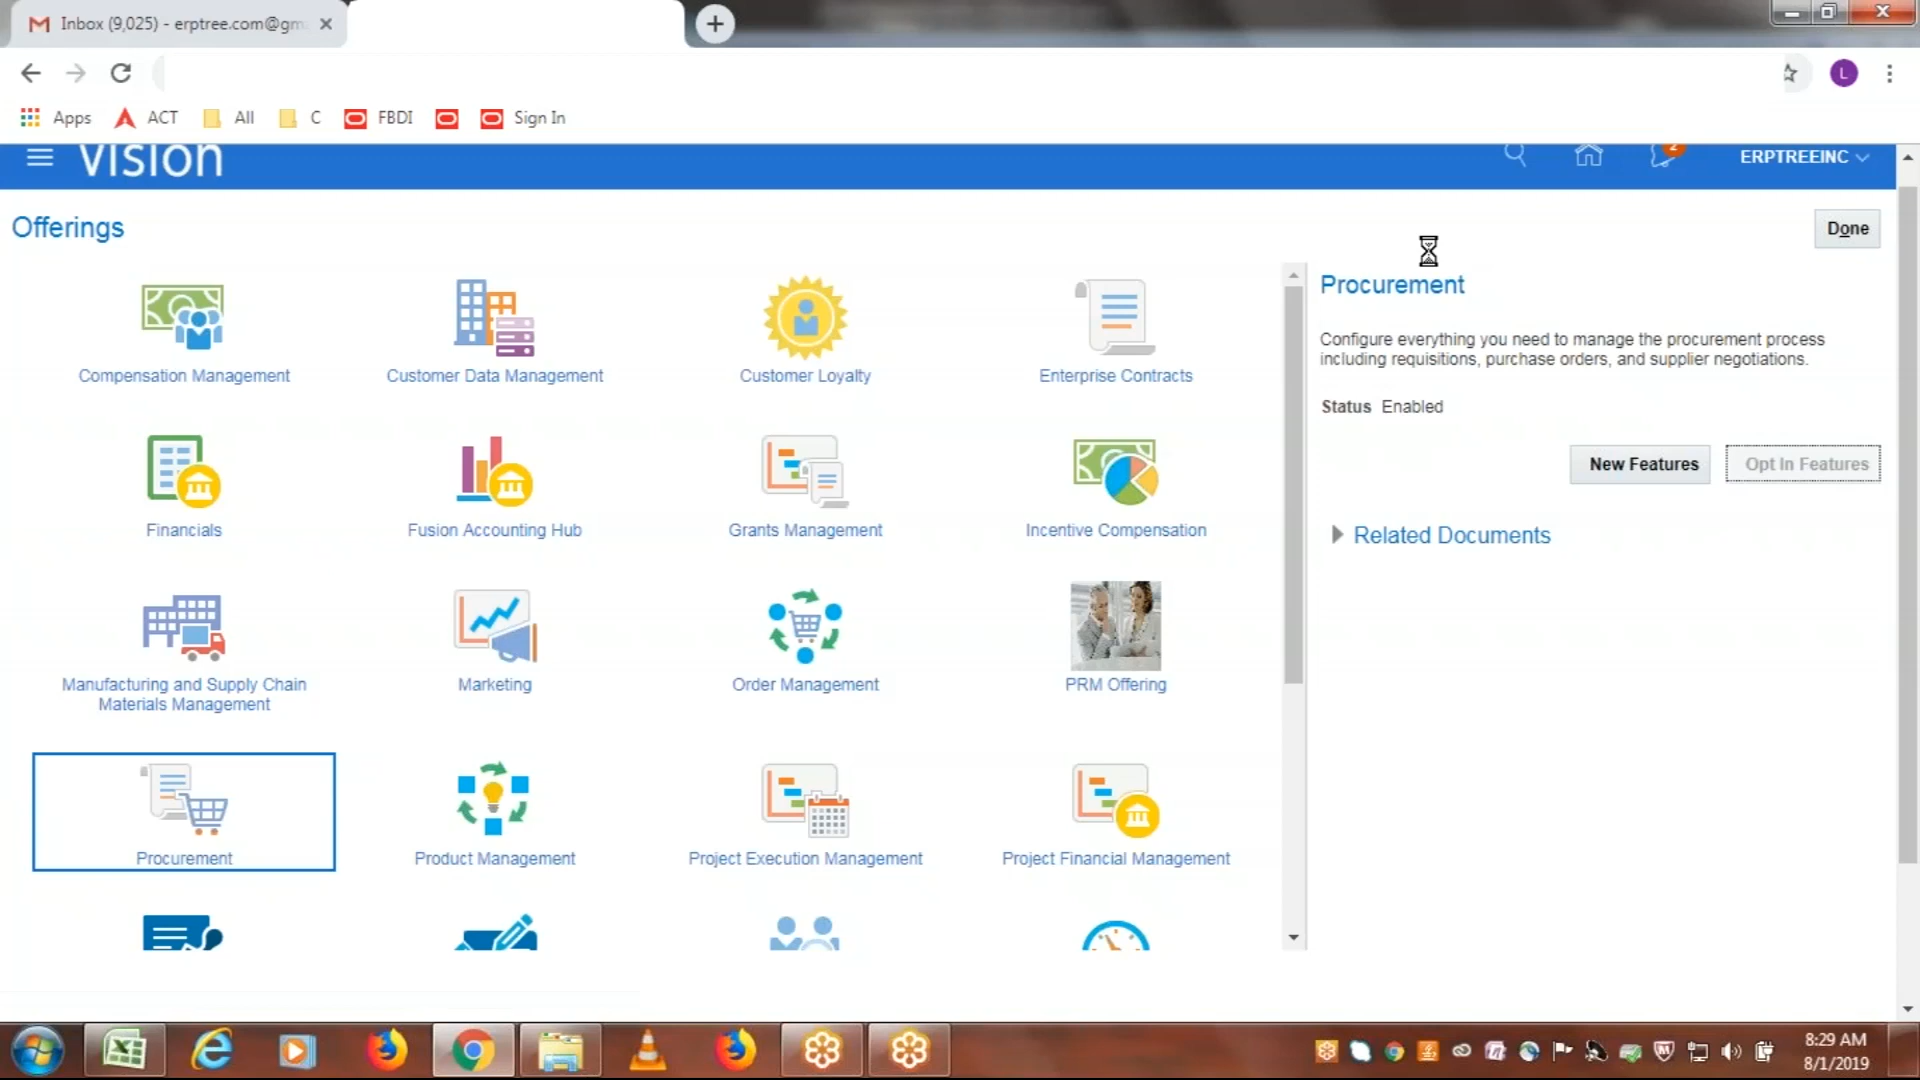 Inbox (9,025) - erptree.com@gm
Apps
ACT
All
C
FBDI
Sign In
vision
2
ERPTREEINC
L
Offerings
Done
Compensation Management
Customer Data Management
Customer Loyalty
Enterprise Contracts
Financials
Fusion Accounting Hub
Grants Management
Incentive Compensation
Manufacturing and Supply Chain
Materials Management
Marketing
Order Management
PRM Offering
Procurement
Product Management
Project Execution Management
Project Financial Management
Procurement
Configure everything you need to manage the procurement process
including requisitions, purchase orders, and supplier negotiations.
Status Enabled
New Features
Opt In Features
Related Documents
8:29 AM
8/1/2019